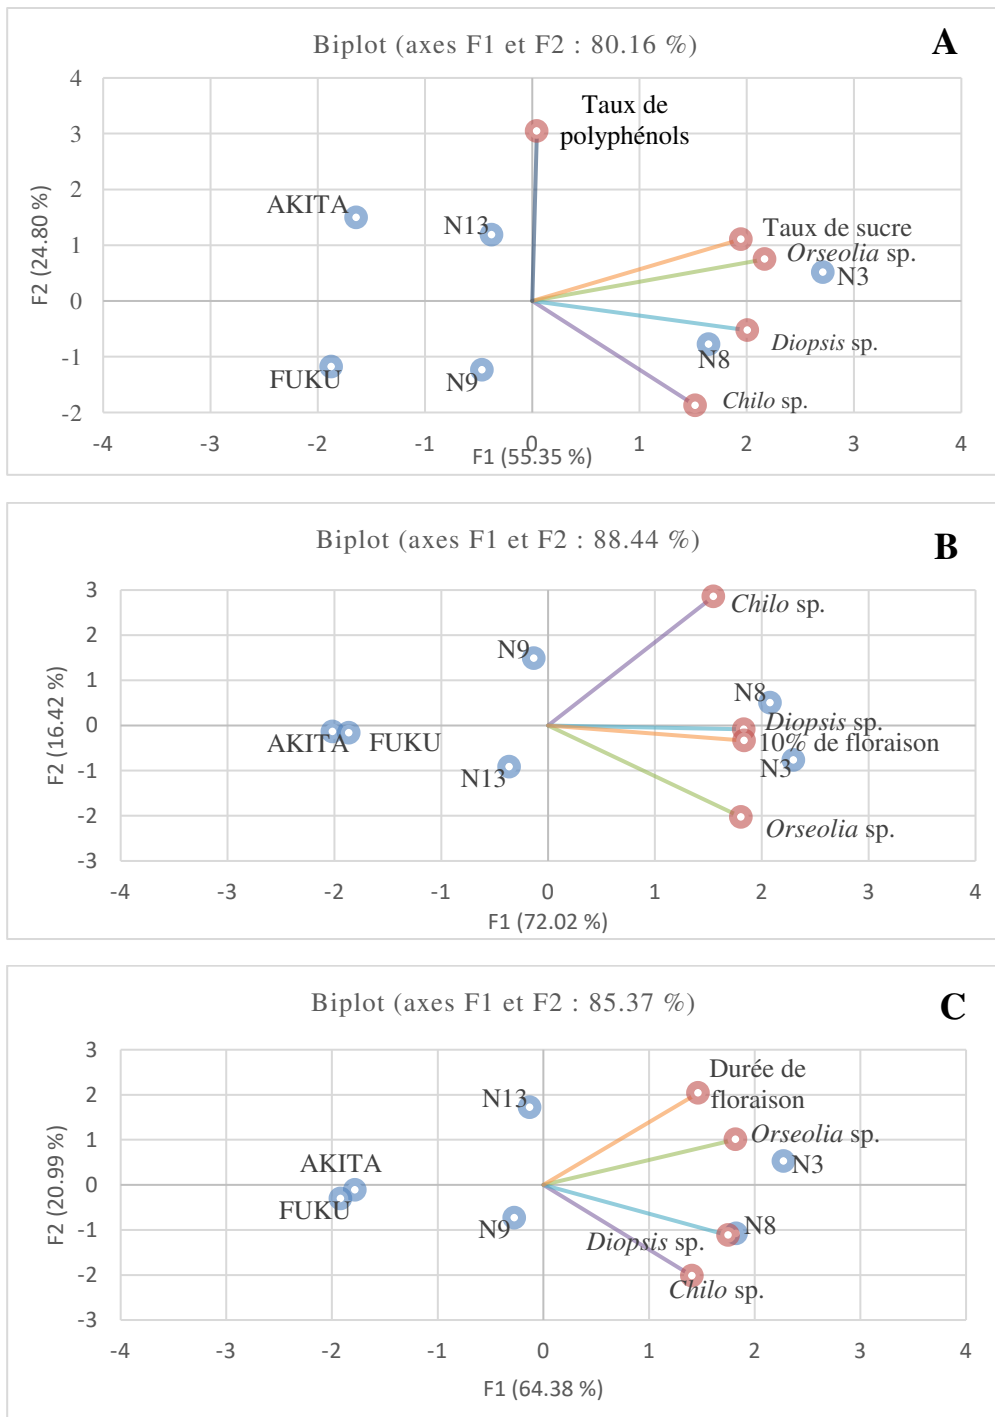 Biplot (axes F1 et F2 : 80.16 %)
A
4
3
2
1
0
-1
-2
F2 (24.80 %)
Taux de
polyphénols
AKITA
N13
Taux de sucre
Orseolia sp.
N3
Diopsis sp.
N8
FUKU
N9
Chilo sp.
-4 -3 -2 -1 0 1 2 3 4
F1 (55.35 %)
Biplot (axes F1 et F2 : 88.44 %)
B
3
2
1
0
-1
-2
-3
F2 (16.42 %)
Chilo sp.
N9
N8
Diopsis sp.
AKITA FUKU
10% de floraison
N3
N13
Orseolia sp.
-4 -3 -2 -1 0 1 2 3 4
F1 (72.02 %)
Biplot (axes F1 et F2 : 85.37 %)
C
3
2
1
0
-1
-2
-3
F2 (20.99 %)
Durée de
floraison
N13
Orseolia sp.
AKITA
N3
FUKU
N9
N8
Diopsis sp.
Chilo sp.
-4 -3 -2 -1 0 1 2 3 4
F1 (64.38 %)